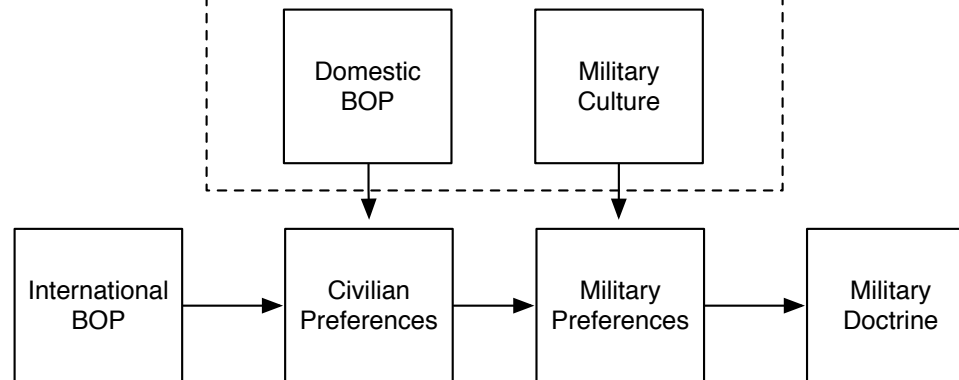 Domestic
BOP
Military
Culture
International
BOP
Civilian
Preferences
Military
Preferences
Military
Doctrine